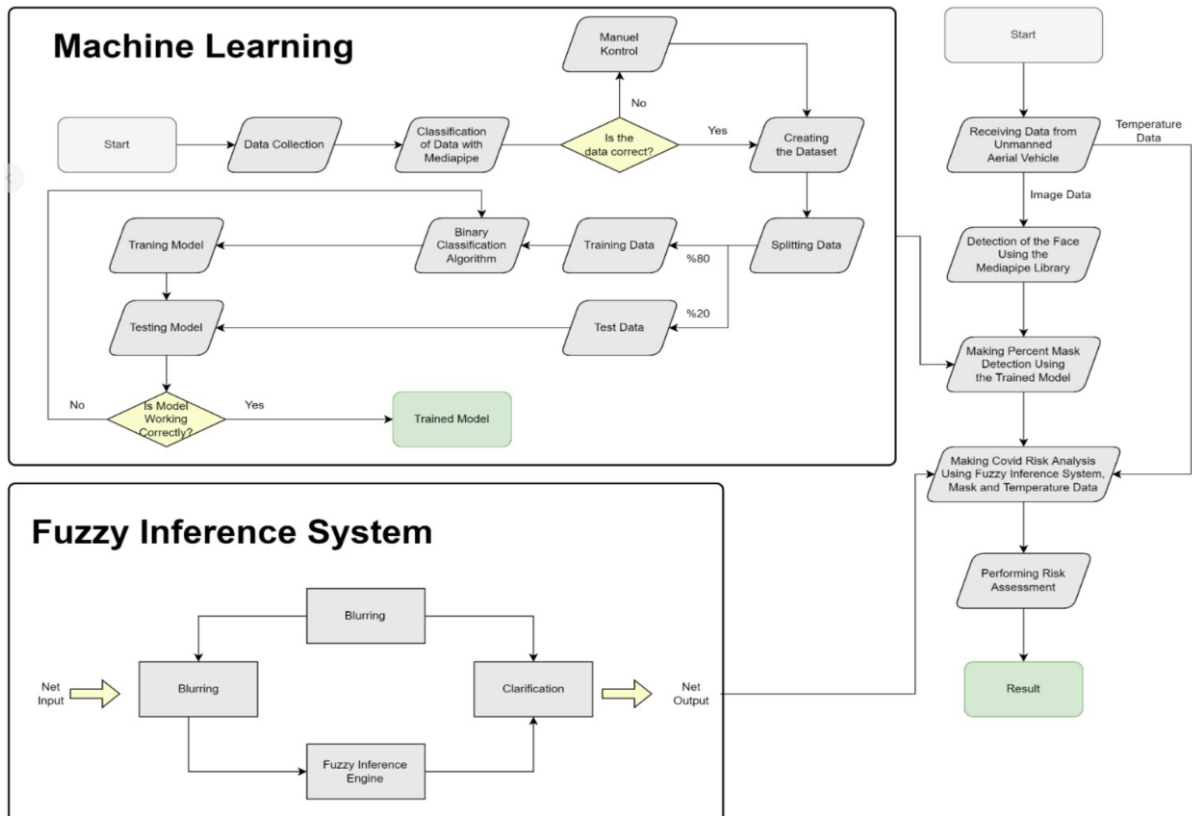 Machine Learning
Manuel
Kontrol
No
Start
Data Collection
Classification
of Data with
Mediapipe
Is the
data correct?
Yes
Creating
the Dataset
Traning Model
Binary
Classification
Algorithm
Training Data
%80
Splitting Data
Testing Model
Test Data
%20
No
Is Model
Working
Correctly?
Yes
Trained Model
Start
Receiving Data from
Unmanned
Aerial Vehicle
Temperature
Data
Image Data
Detection of the Face
Using the
Mediapipe Library
Making Percent Mask
Detection Using
the Trained Model
Making Covid Risk Analysis
Using Fuzzy Inference System,
Mask and Temperature Data
Performing Risk
Assessment
Result
Fuzzy Inference System
Blurring
Net
Input
Blurring
Clarification
Net
Output
Fuzzy Inference
Engine